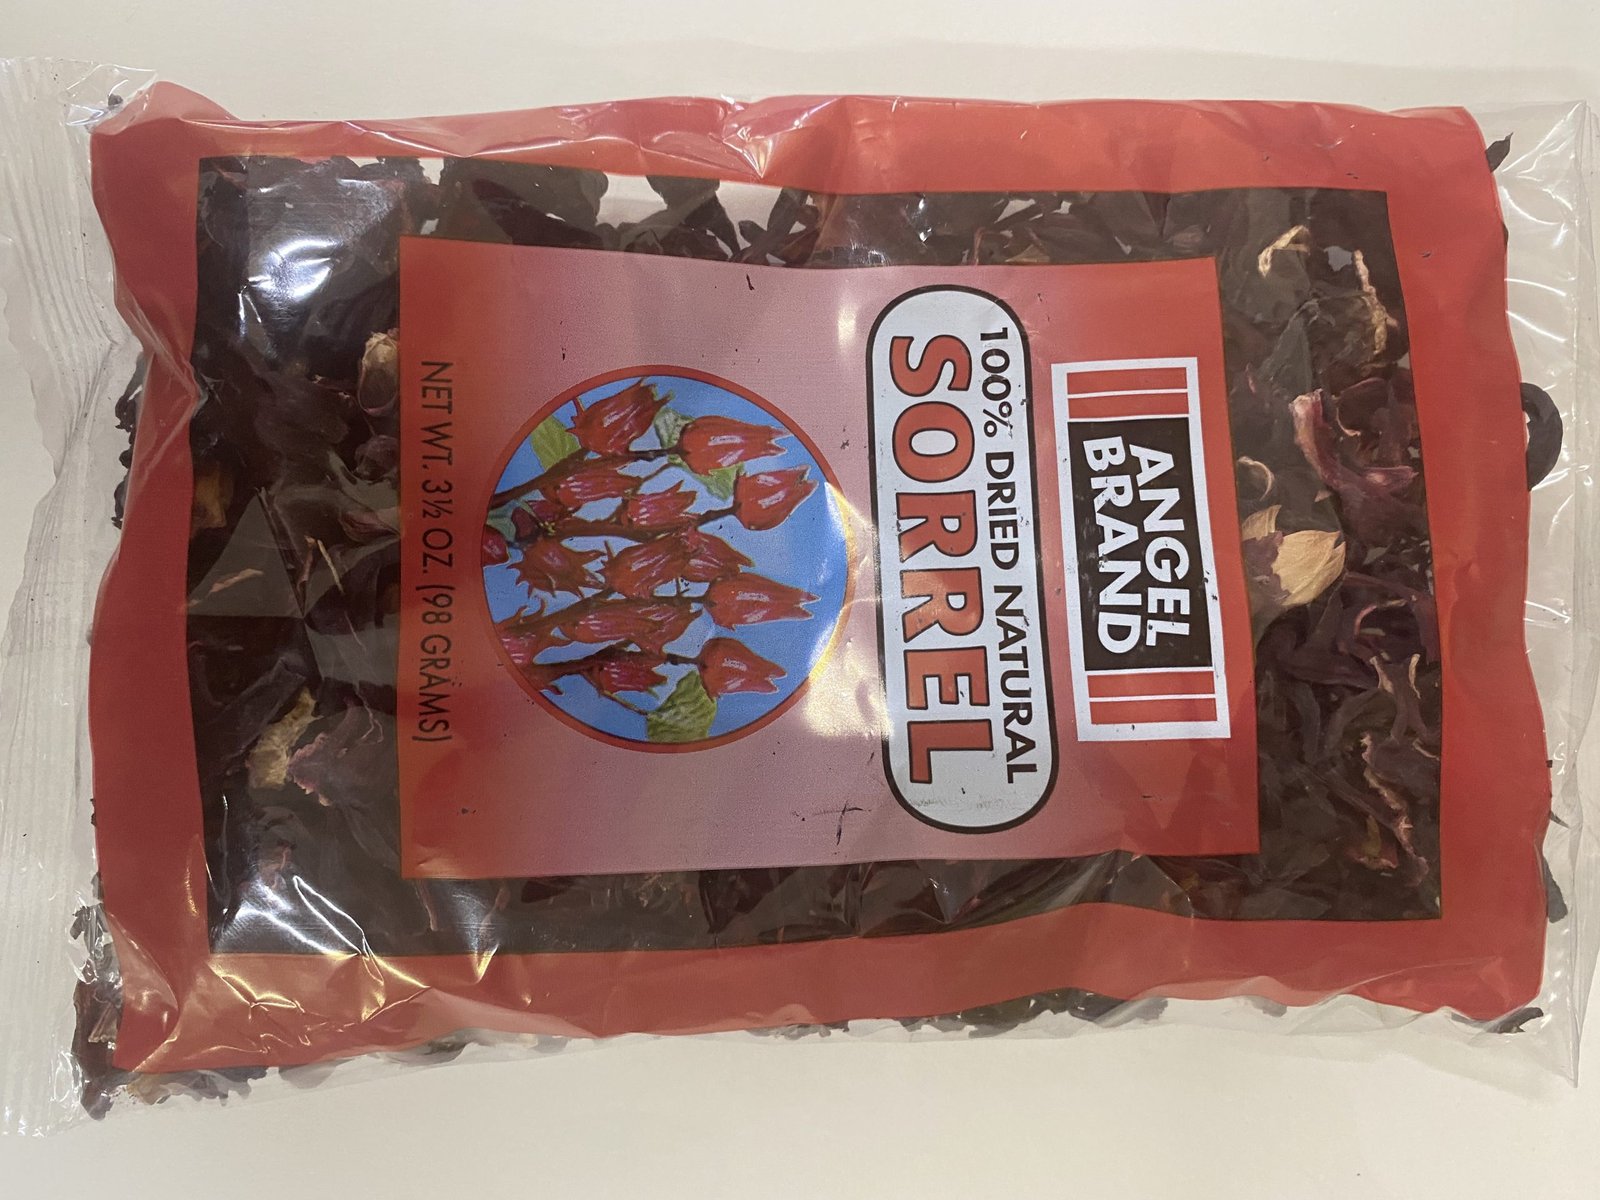 ANGEL
BRAND
100% DRIED NATURAL
SORREL
NET WT. 3½ OZ. (98 GRAMS)